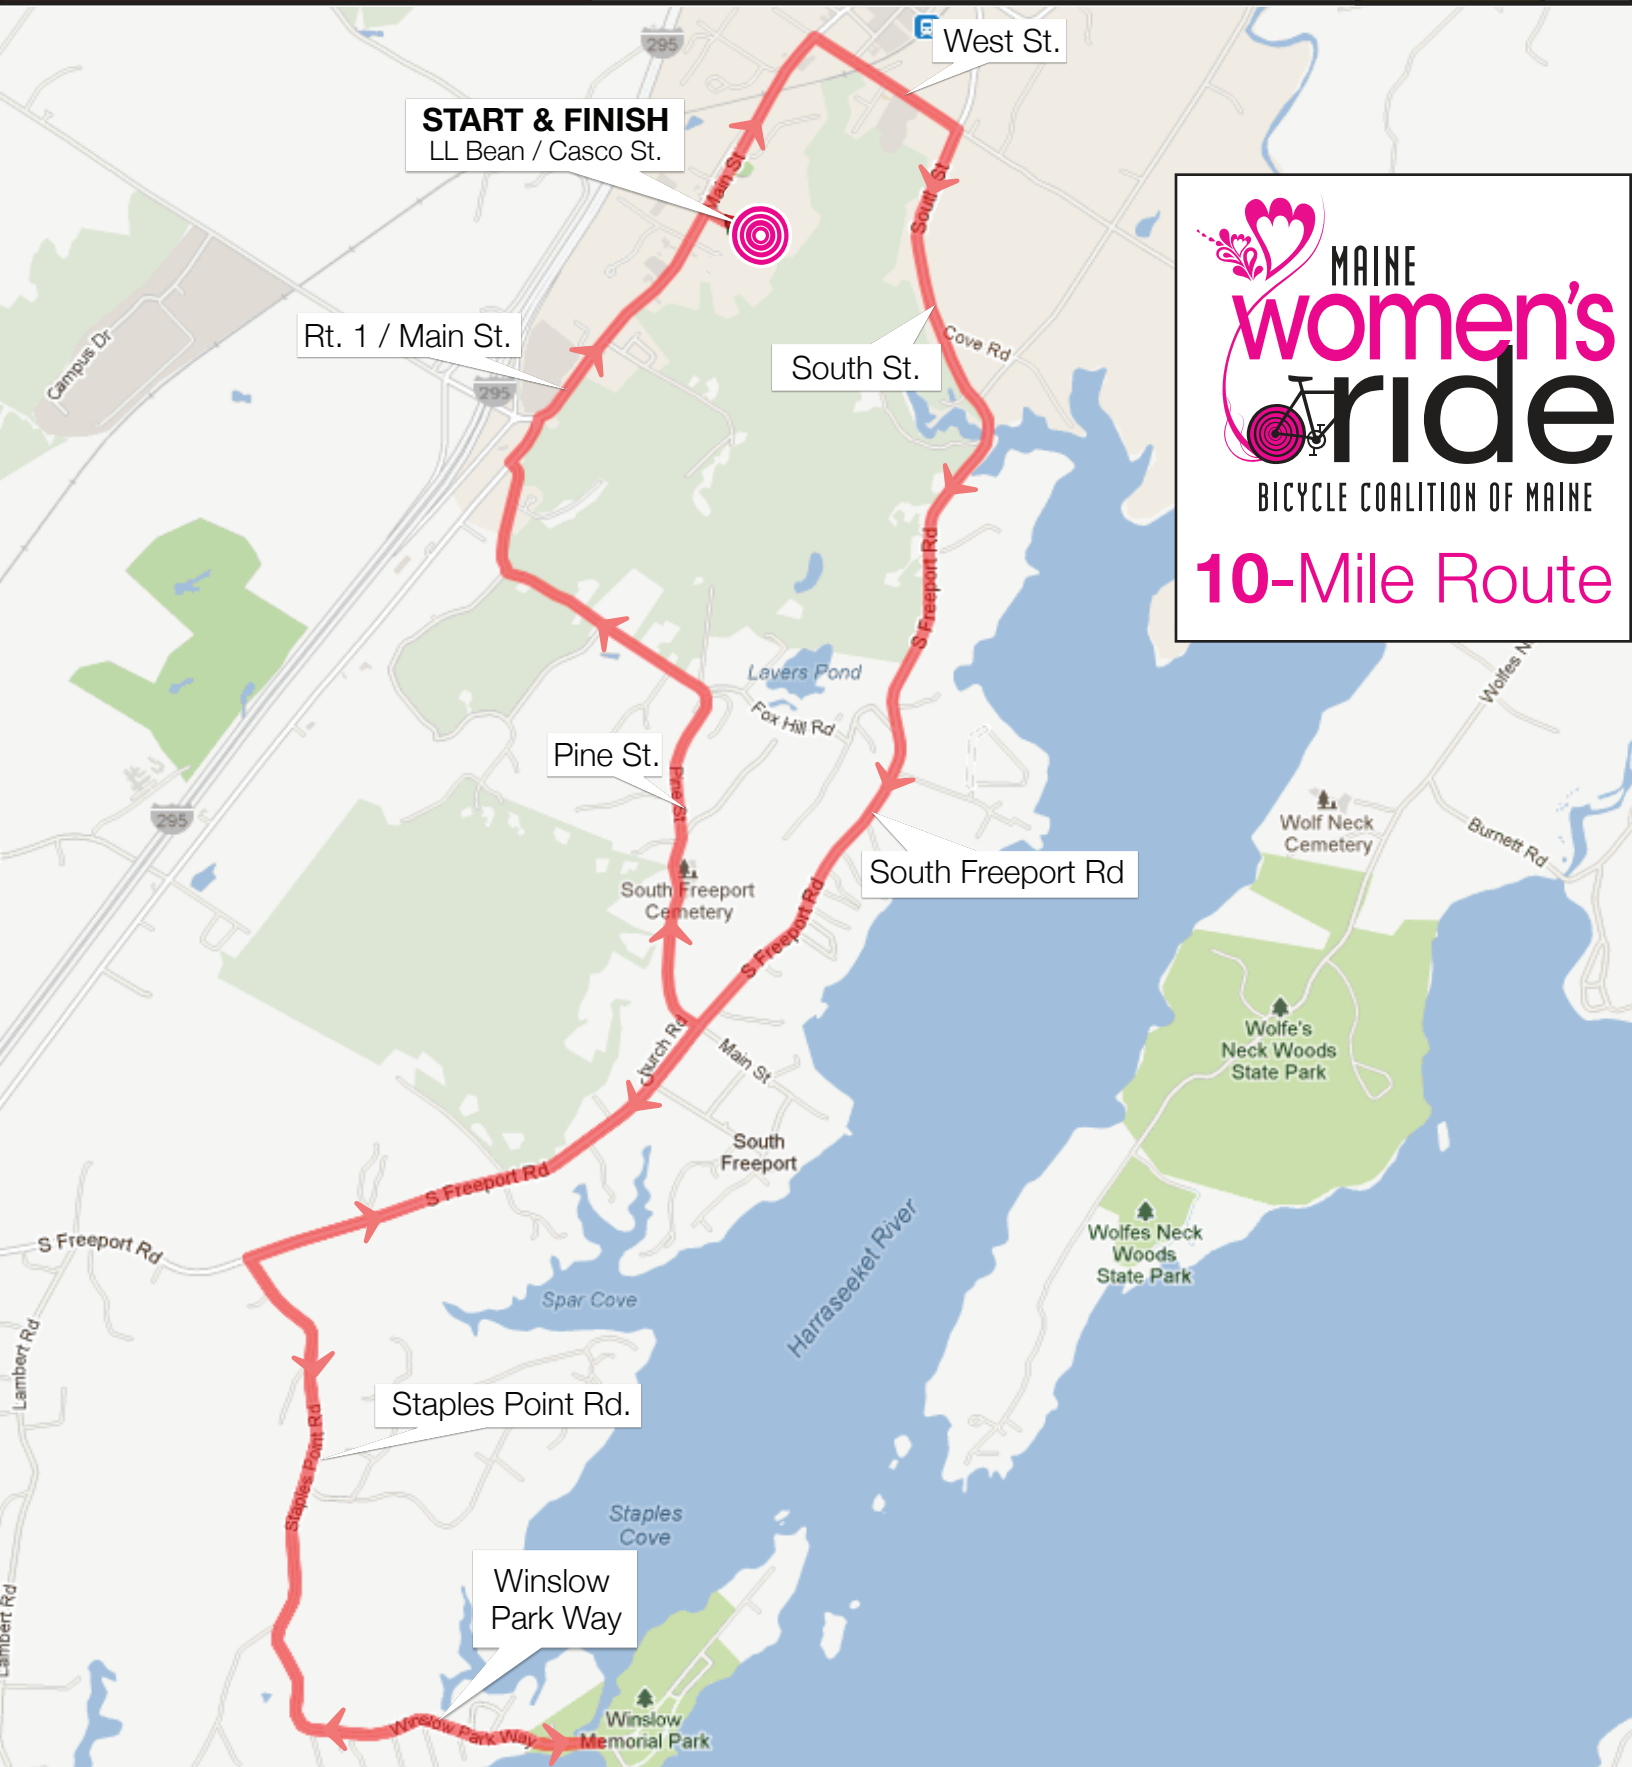 295
West St.
START & FINISH
LL Bean / Casco St.
Main St
South St
MAINE
women's
ride
BICYCLE COALITION OF MAINE
10-Mile Route
Rt. 1 / Main St.
Campus Dr
295
South St.
Cove Rd
S Freeport Rd
Lavers Pond
Fox Hill Rd
Wolfes N
Pine St.
Pine St
295
Wolf Neck
Cemetery
Burnett Rd
South Freeport Rd
South Freeport
Cemetery
S Freeport Rd
Church Rd
Main St
Wolfe's
Neck Woods
State Park
South
Freeport
S Freeport Rd
S Freeport Rd
Harraseeket River
Wolfes Neck
Woods
State Park
Spar Cove
Lambert Rd
Staples Point Rd.
Staples Point Rd
Staples
Cove
Winslow
Park Way
Lambert Rd
Winslow Park Way
Winslow
Memorial Park